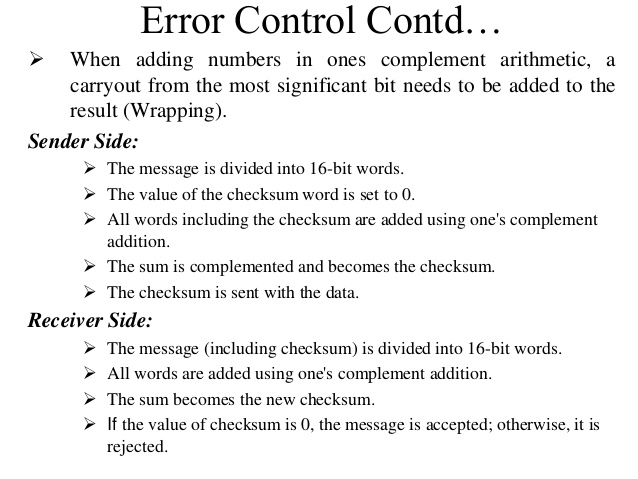 Error Control Contd…
➢ When adding numbers in ones complement arithmetic, a
carryout from the most significant bit needs to be added to the
result (Wrapping).
Sender Side:
➢ The message is divided into 16-bit words.
➢ The value of the checksum word is set to 0.
➢ All words including the checksum are added using one's complement
addition.
➢ The sum is complemented and becomes the checksum.
➢ The checksum is sent with the data.
Receiver Side:
➢ The message (including checksum) is divided into 16-bit words.
➢ All words are added using one's complement addition.
➢ The sum becomes the new checksum.
➢ If the value of checksum is 0, the message is accepted; otherwise, it is
rejected.